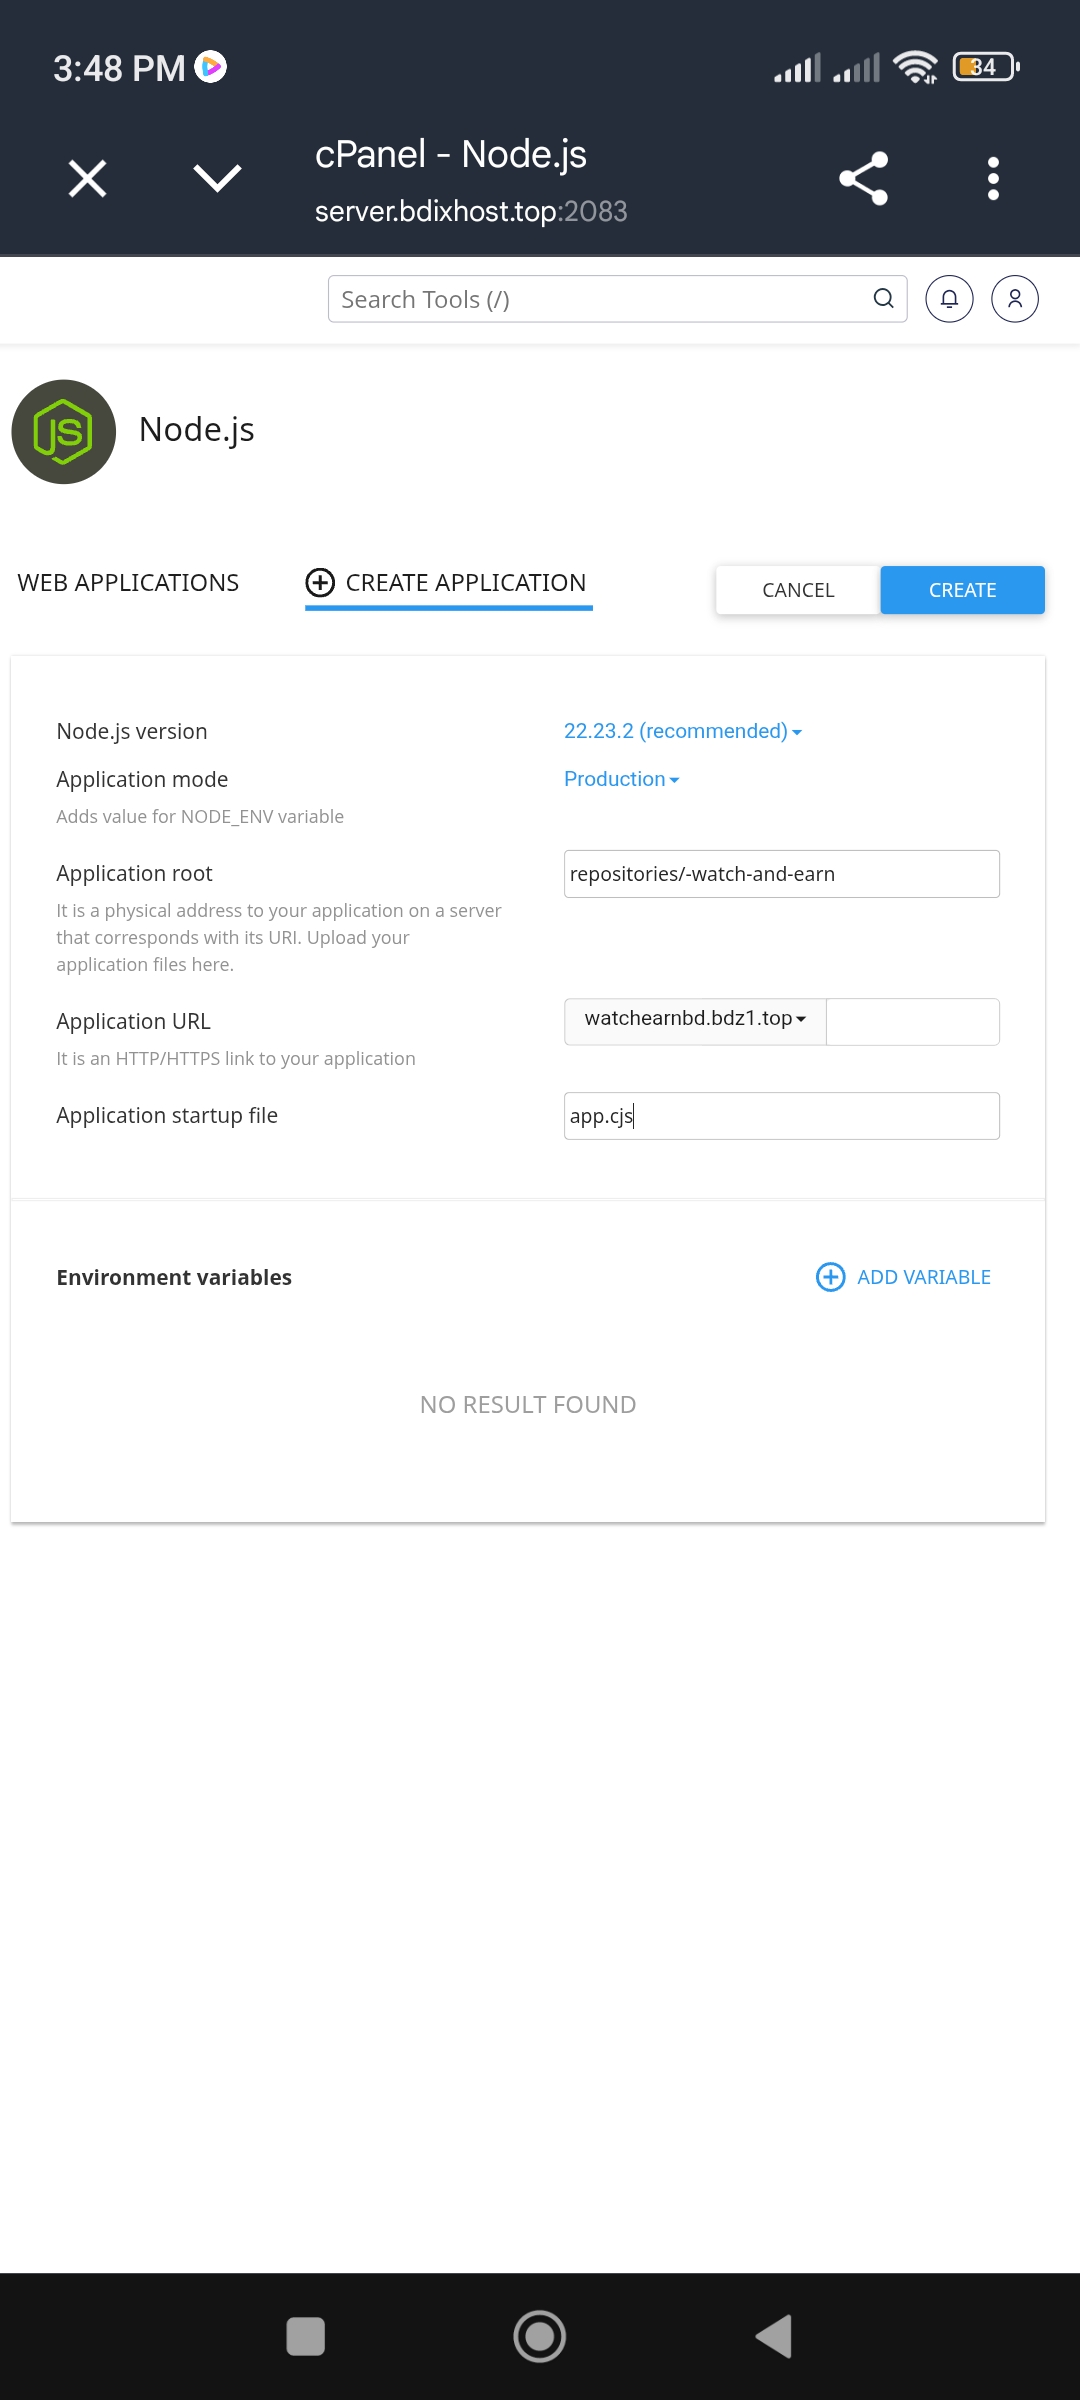 3:48 PM
34
cPanel - Node.js
server.bdixhost.top:2083
Search Tools (/)
JS
Node.js
WEB APPLICATIONS
CREATE APPLICATION
CANCEL
CREATE
Node.js version
22.23.2 (recommended)
Application mode
Production
Adds value for NODE_ENV variable
Application root
repositories/-watch-and-earn
It is a physical address to your application on a server
that corresponds with its URI. Upload your
application files here.
Application URL
watchearnbd.bdz1.top
It is an HTTP/HTTPS link to your application
Application startup file
app.cjs
Environment variables
ADD VARIABLE
NO RESULT FOUND